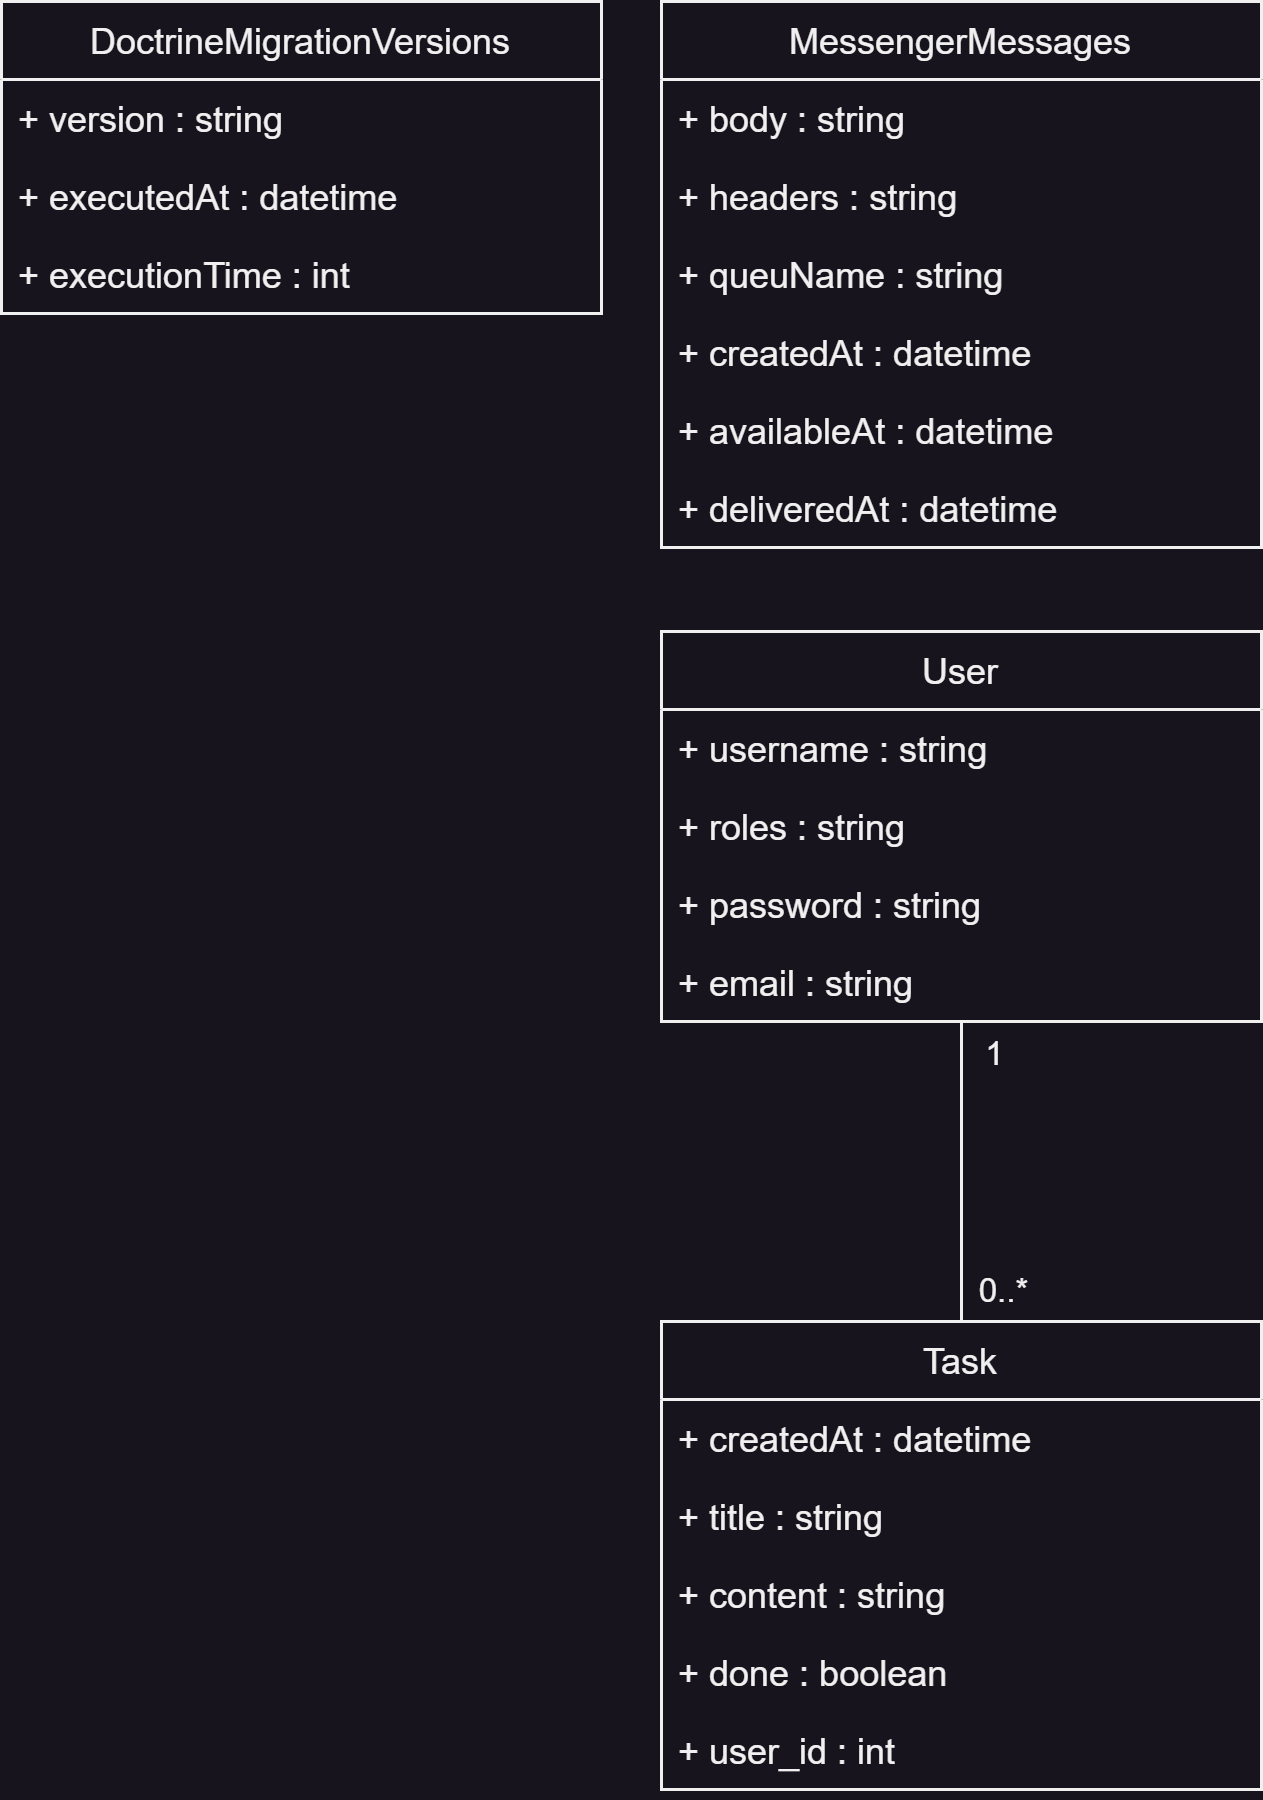 DoctrineMigrationVersions
+ version : string
+ executedAt : datetime
+ executionTime : int
MessengerMessages
+ body : string
+ headers : string
+ queuName : string
+ createdAt : datetime
+ availableAt : datetime
+ deliveredAt : datetime
User
+ username : string
+ roles : string
+ password : string
+ email : string
1
0..*
Task
+ createdAt : datetime
+ title : string
+ content : string
+ done : boolean
+ user_id : int